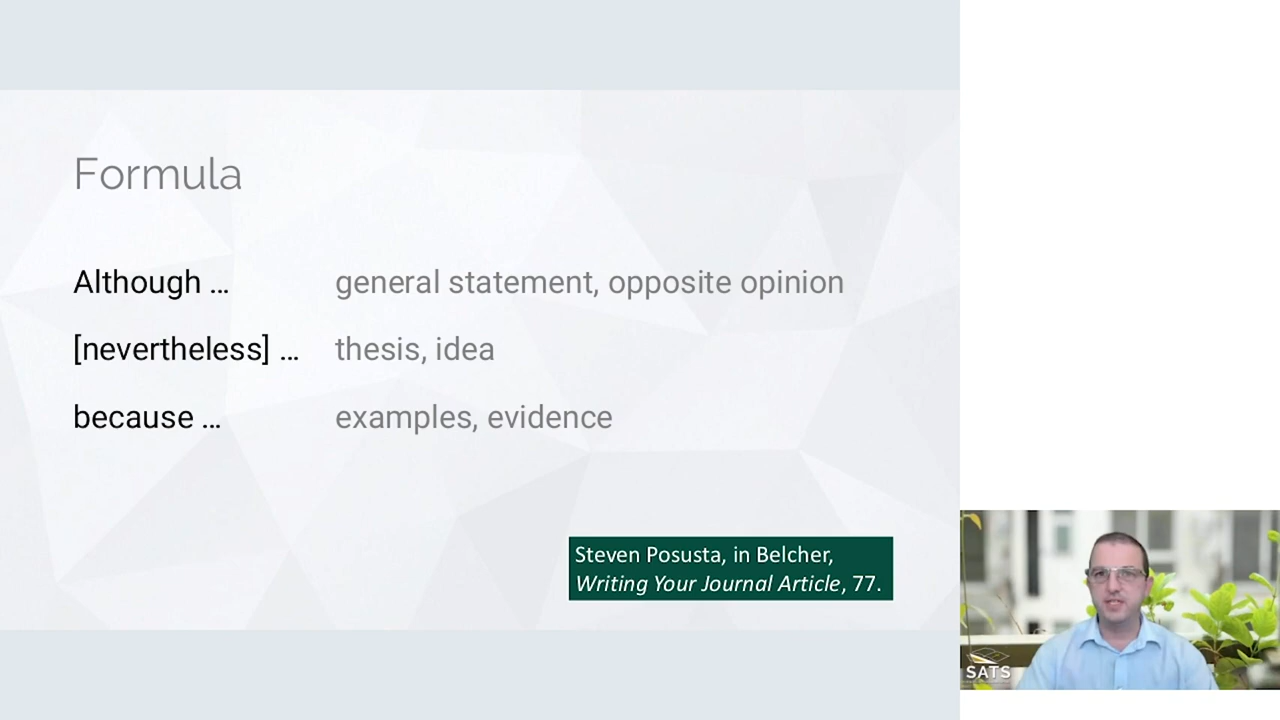 Formula
Although ... general statement, opposite opinion
[nevertheless] ... thesis, idea
because ... examples, evidence
Steven Posusta, in Belcher,
Writing Your Journal Article, 77.
SATS